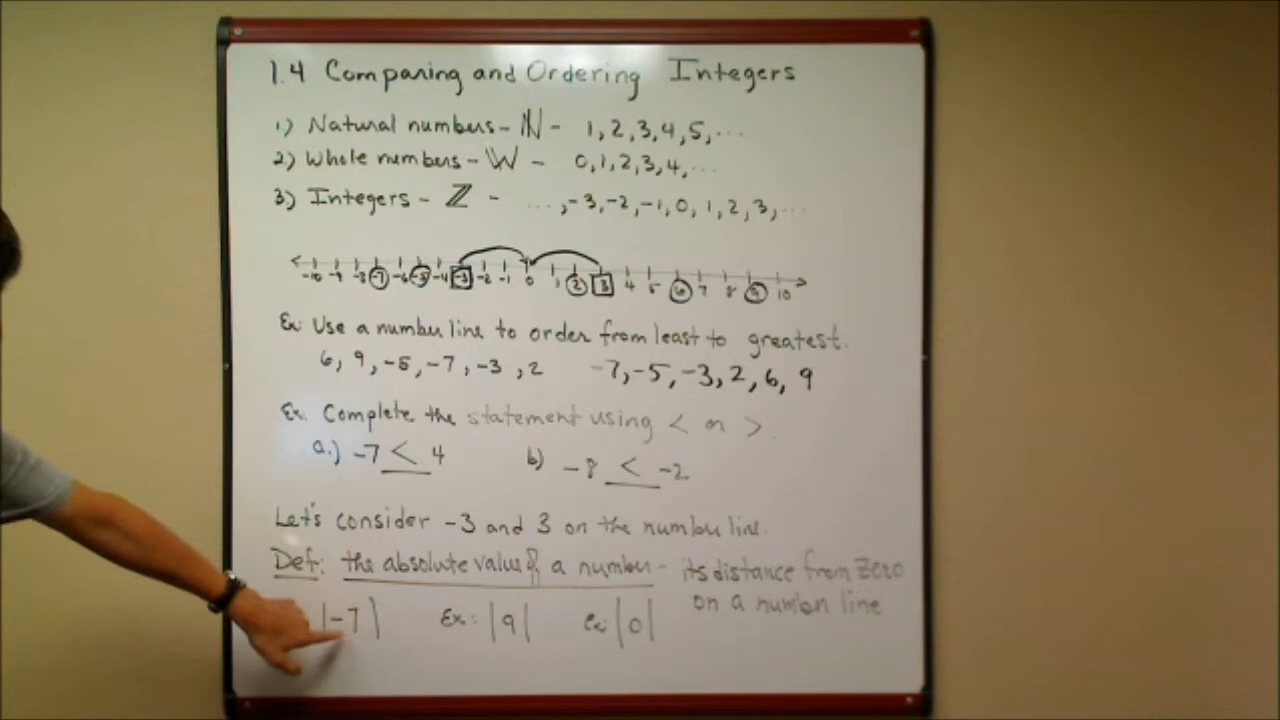 1.4 Comparing and Ordering Integers
1) Natural numbers - ℕ - 1, 2, 3, 4, 5, ...
2) Whole numbers - 𝕎 - 0, 1, 2, 3, 4, ...
3) Integers - ℤ - ..., -3, -2, -1, 0, 1, 2, 3, ...
-10 -9 -8 -7 -6 -5 -4 -3 -2 -1 0 1 2 3 4 5 6 7 8 9 10
Ex: Use a number line to order from least to greatest.
6, 9, -5, -7, -3, 2 -7, -5, -3, 2, 6, 9
Ex: Complete the statement using < or >.
a.) -7 < 4 b) -8 < -2
Let's consider -3 and 3 on the number line.
Def: the absolute value of a number - its distance from zero
on a number line
|-7| Ex: |9| Ex: |0|